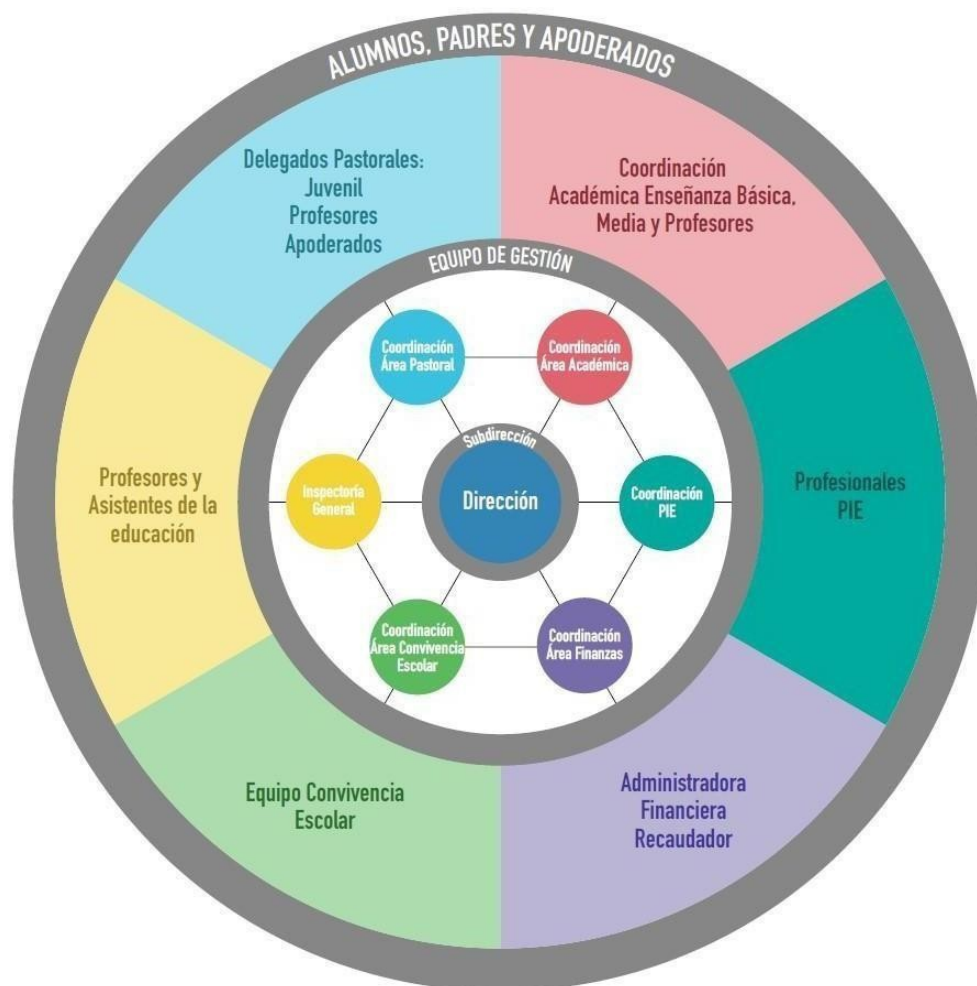 ALUMNOS, PADRES Y APODERADOS
Delegados Pastorales:
Juvenil
Profesores
Apoderados
Coordinación
Académica Enseñanza Básica,
Media y Profesores
EQUIPO DE GESTIÓN
Coordinación
Área Pastoral
Coordinación
Área Académica
Subdirección
Dirección
Inspectoría
General
Coordinación
PIE
Profesores y
Asistentes de la
educación
Profesionales
PIE
Coordinación
Área Convivencia
Escolar
Coordinación
Área Finanzas
Equipo Convivencia
Escolar
Administradora
Financiera
Recaudador